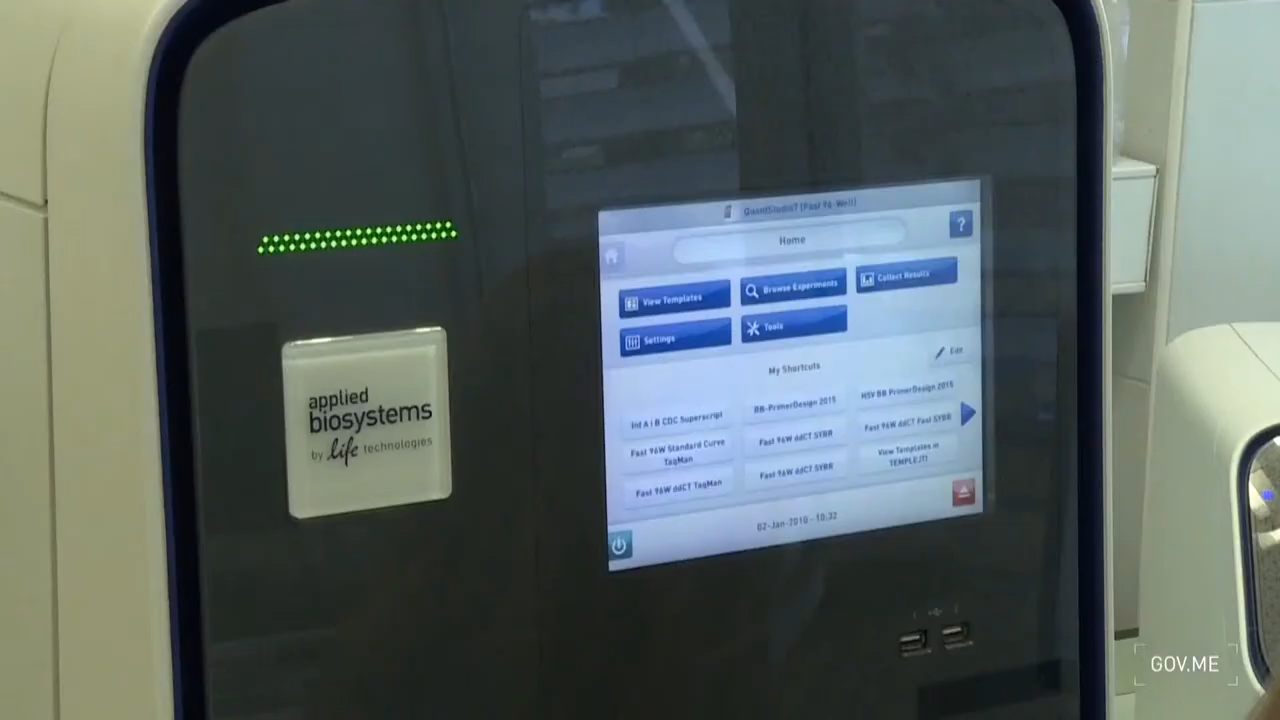 QuantStudio7 (Fast 96-Well)
Home
?
View Templates
Browse Experiments
Collect Results
Settings
Tools
My Shortcuts
Edit
Inf A i B CDC Superscript
BB-PrimerDesign 2015
HSV BB PrimerDesign 2015
Fast 96W Standard Curve
TaqMan
Fast 96W ddCT SYBR
Fast 96W ddCT Fast SYBR
Fast 96W ddCT TaqMan
Fast 96W ddCT SYBR
View Templates in
02-Jan-2010 - 10:32
applied
biosystems
by life technologies
GOV.ME